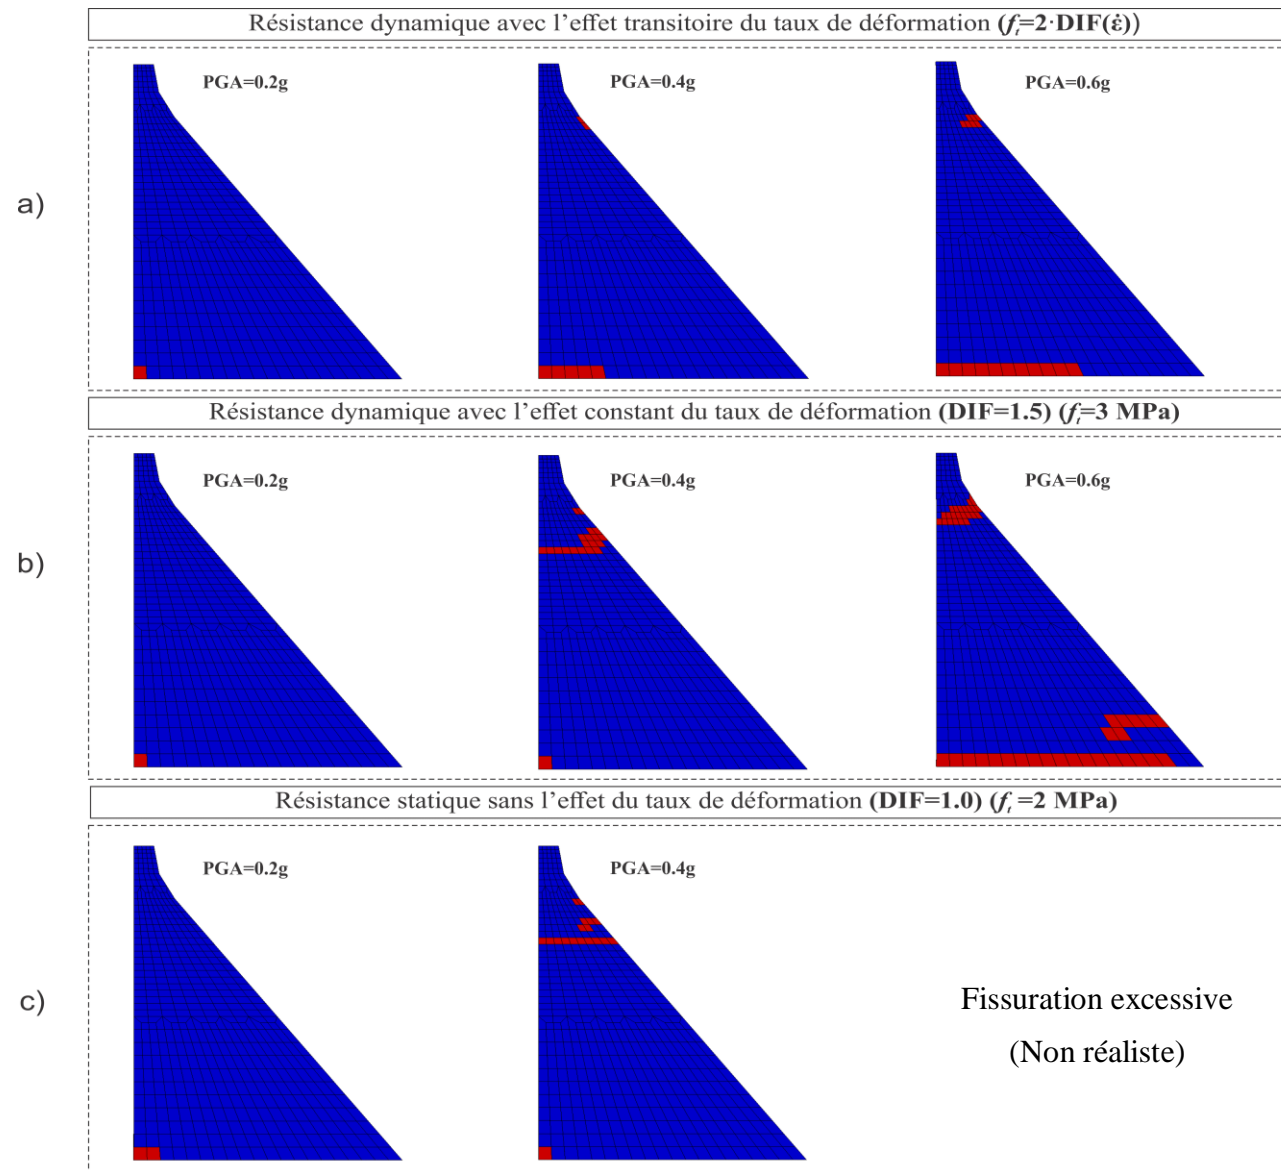 Résistance dynamique avec l’effet transitoire du taux de déformation (fₜ=2·DIF(ε̇))
PGA=0.2g
PGA=0.4g
PGA=0.6g
a)
Résistance dynamique avec l’effet constant du taux de déformation (DIF=1.5) (fₜ=3 MPa)
PGA=0.2g
PGA=0.4g
PGA=0.6g
b)
Résistance statique sans l’effet du taux de déformation (DIF=1.0) (fₜ =2 MPa)
PGA=0.2g
PGA=0.4g
c)
Fissuration excessive
(Non réaliste)